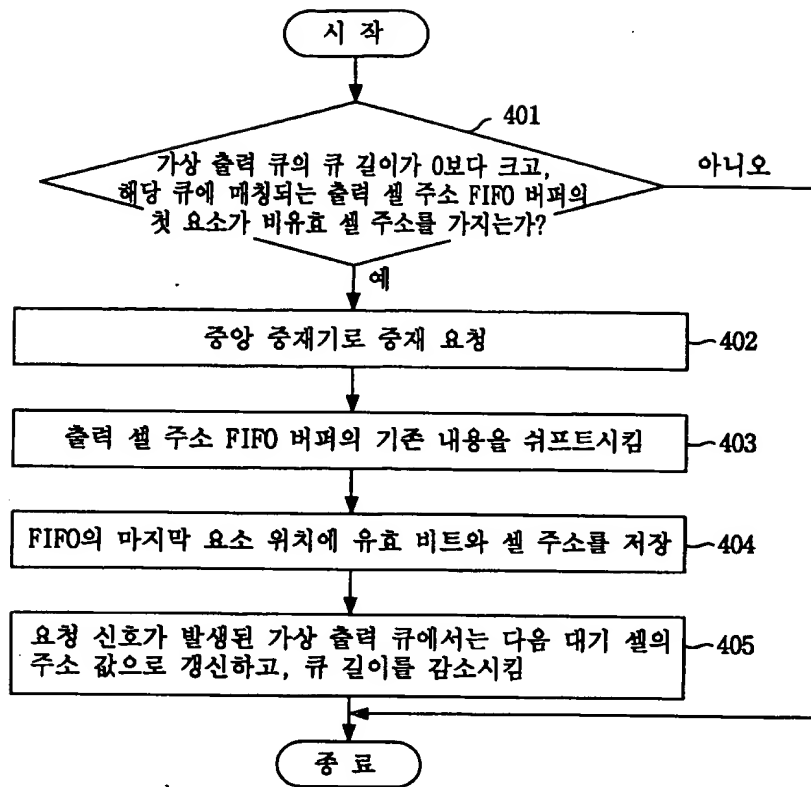 시 작
401
가상 출력 큐의 큐 길이가 0보다 크고,
해당 큐에 매칭되는 출력 셀 주소 FIFO 버퍼의
첫 요소가 비유효 셀 주소를 가지는가?
아니오
예
중앙 중재기로 중재 요청
402
출력 셀 주소 FIFO 버퍼의 기존 내용을 쉬프트시킴
403
FIFO의 마지막 요소 위치에 유효 비트와 셀 주소를 저장
404
요청 신호가 발생된 가상 출력 큐에서는 다음 대기 셀의
주소 값으로 갱신하고, 큐 길이를 감소시킴
405
종 료